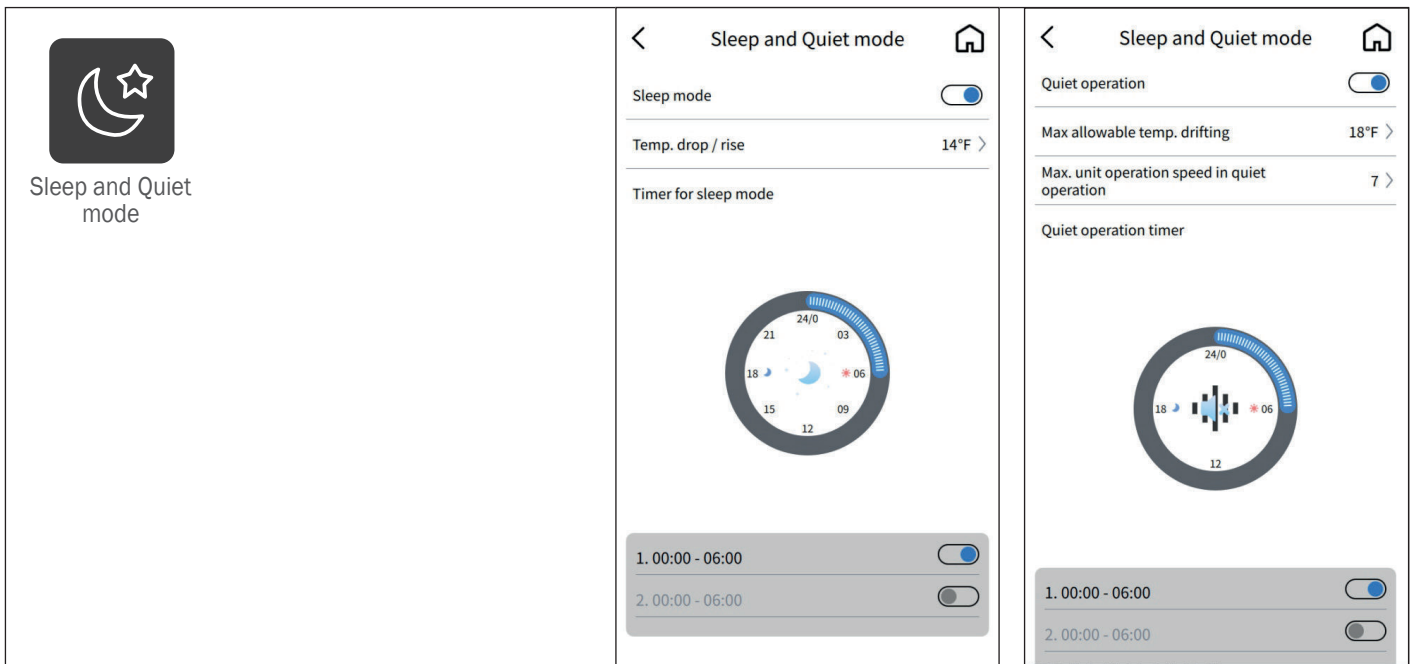 Sleep and Quiet
mode
Sleep and Quiet mode
Sleep mode
Temp. drop / rise 14°F
Timer for sleep mode
24/0
21 03
18 06
15 09
12
1. 00:00 - 06:00
2. 00:00 - 06:00
Sleep and Quiet mode
Quiet operation
Max allowable temp. drifting 18°F
Max. unit operation speed in quiet
operation 7
Quiet operation timer
24/0
18 06
12
1. 00:00 - 06:00
2. 00:00 - 06:00